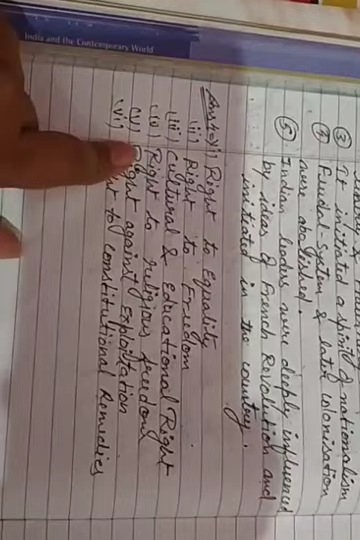 India and the Contemporary World
③ It initiated a spirit of nationalism
④ Feudal System & later colonisation
were abolished.
⑤ Indian leaders were deeply influenced
by ideas of French Revolution and
initiated in the country.
Ans 4=> (i) Right to Equality
(ii) Right to Freedom
(iii) Cultural & Educational Right
(iv) Right to religious freedom
(v) Right against Exploitation
(vi) to Constitutional Remedies